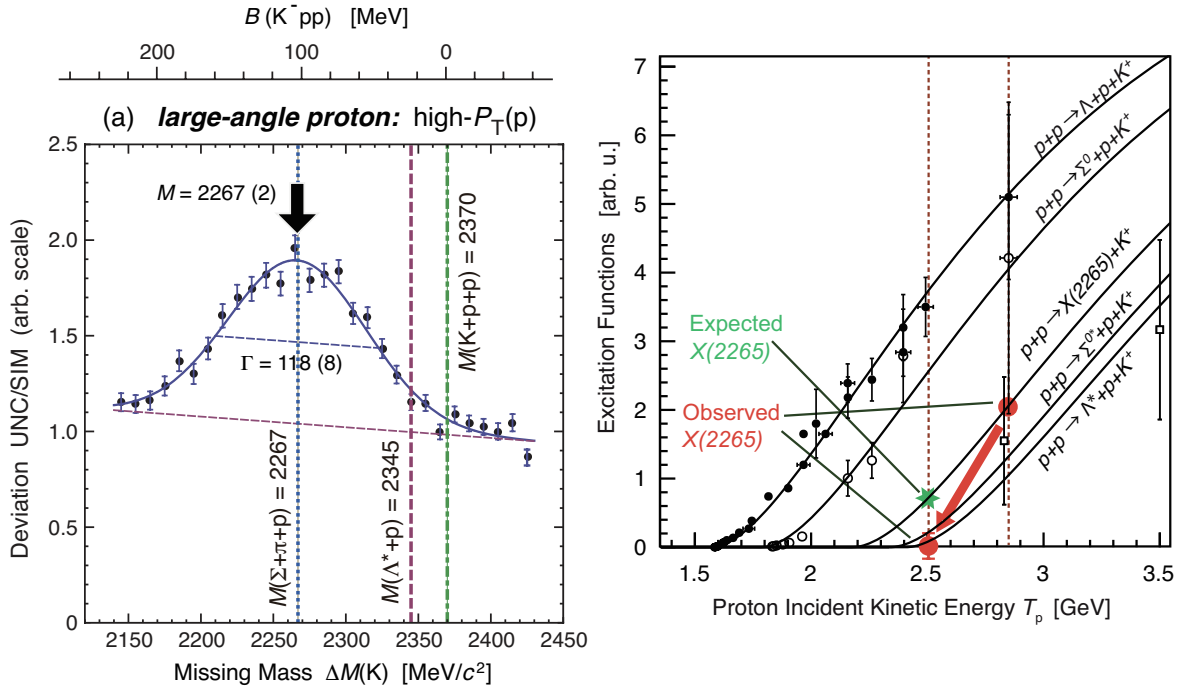 B (K⁻pp) [MeV]
200 100 0
(a) large-angle proton: high-P_T(p)
2.5
2.0
1.5
1.0
0.5
0
Deviation UNC/SIM (arb. scale)
M = 2267 (2)
Γ = 118 (8)
M(Σ+π+p) = 2267
M(Λ*+p) = 2345
M(K+p+p) = 2370
2150 2200 2250 2300 2350 2400 2450
Missing Mass ΔM(K) [MeV/c²]
7
6
5
4
3
2
1
0
Excitation Functions [arb. u.]
p+p→Λ+p+K⁺
p+p→Σ⁰+p+K⁺
p+p→X(2265)+K⁺
p+p→Σ⁰*+p+K⁺
p+p→Λ*+p+K⁺
Expected
X(2265)
Observed
X(2265)
1.5 2 2.5 3 3.5
Proton Incident Kinetic Energy T_p [GeV]